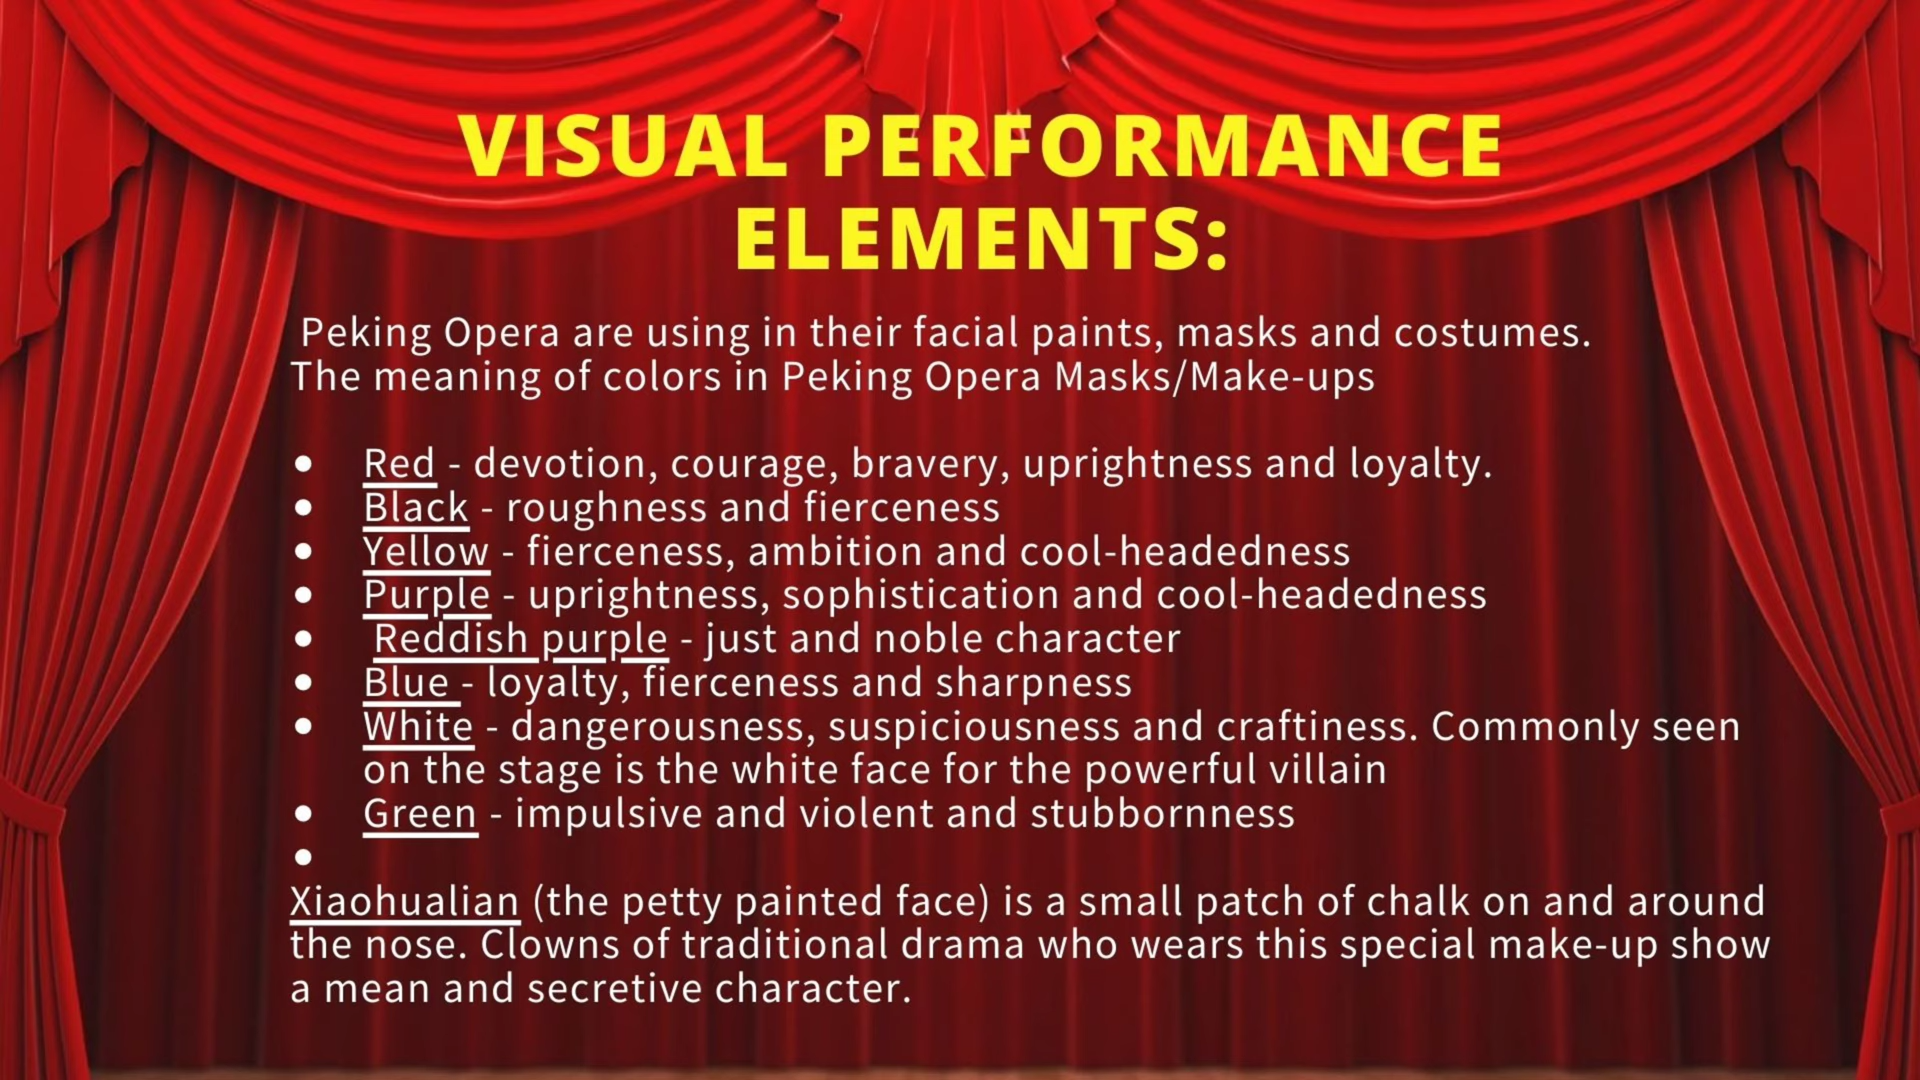 VISUAL PERFORMANCE
ELEMENTS:
Peking Opera are using in their facial paints, masks and costumes.
The meaning of colors in Peking Opera Masks/Make-ups
• Red - devotion, courage, bravery, uprightness and loyalty.
• Black - roughness and fierceness
• Yellow - fierceness, ambition and cool-headedness
• Purple - uprightness, sophistication and cool-headedness
• Reddish purple - just and noble character
• Blue - loyalty, fierceness and sharpness
• White - dangerousness, suspiciousness and craftiness. Commonly seen
on the stage is the white face for the powerful villain
• Green - impulsive and violent and stubbornness
•
Xiaohualian (the petty painted face) is a small patch of chalk on and around
the nose. Clowns of traditional drama who wears this special make-up show
a mean and secretive character.